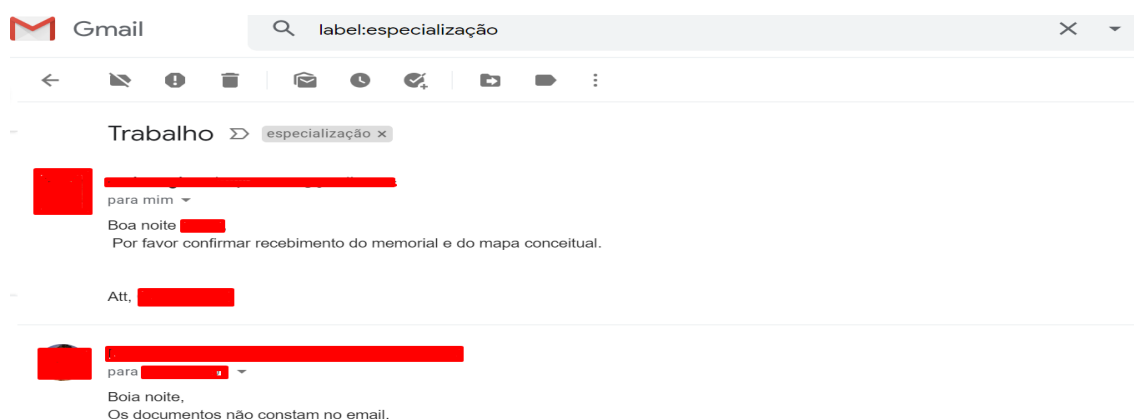 Gmail
label:especialização
Trabalho
especialização x
para mim
Boa noite
Por favor confirmar recebimento do memorial e do mapa conceitual.
Att,
para
Boia noite,
Os documentos não constam no email.